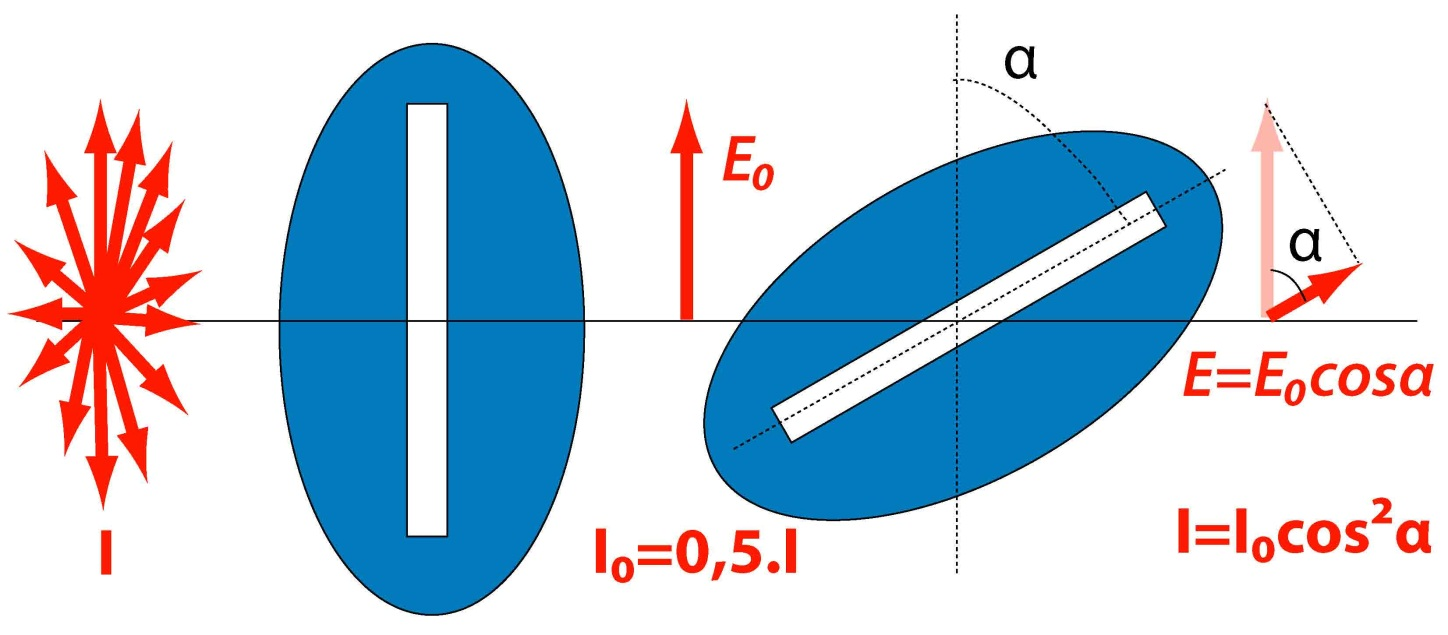 α
E₀
α
E=E₀cosα
I
I₀=0,5.I
I=I₀cos²α